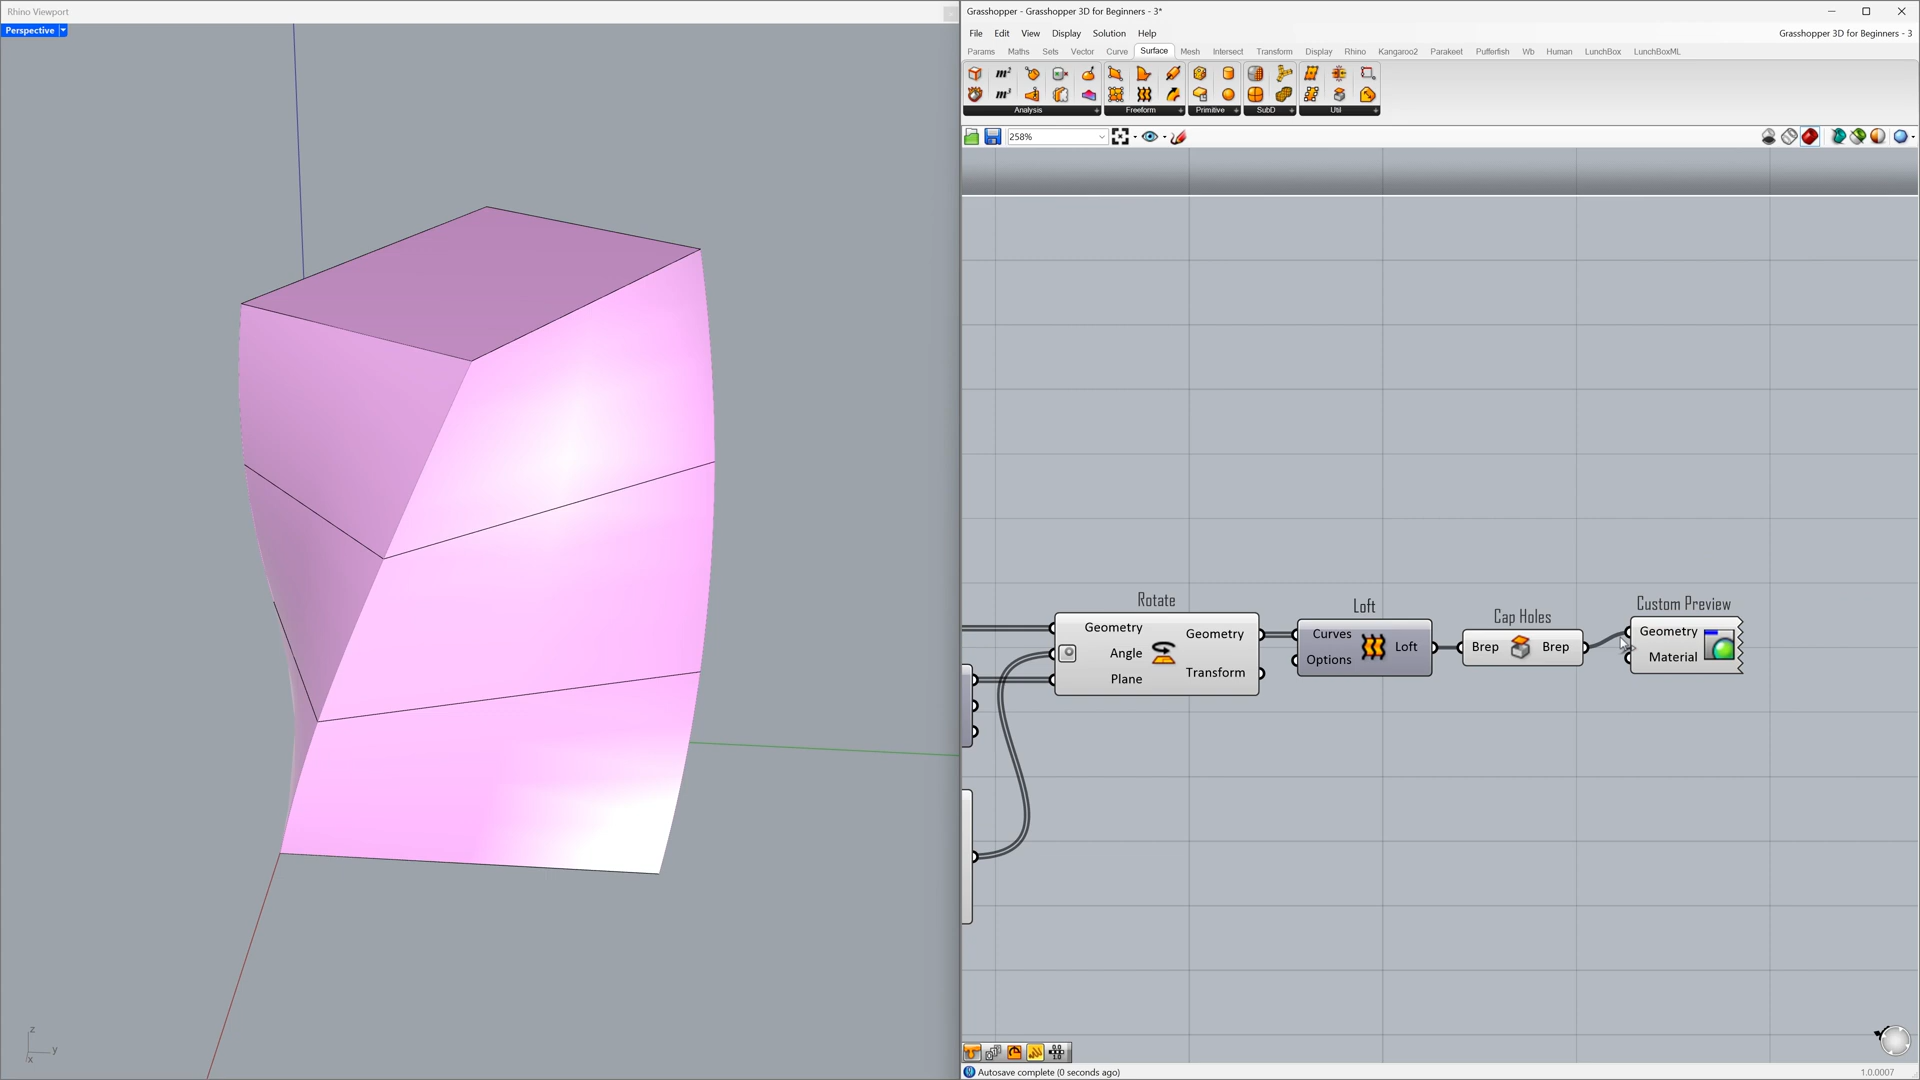 Rhino Viewport
Perspective
z
y
x
Grasshopper - Grasshopper 3D for Beginners - 3*
File Edit View Display Solution Help
Grasshopper 3D for Beginners - 3
Params Maths Sets Vector Curve Surface Mesh Intersect Transform Display Rhino Kangaroo2 Parakeet Pufferfish Wb Human LunchBox LunchBoxML
m²
m³
Analysis Freeform Primitive SubD Util
258%
Rotate
Geometry
Angle
Plane
Geometry
Transform
Loft
Curves
Options
Loft
Cap Holes
Brep Brep
Custom Preview
Geometry
Material
Autosave complete (0 seconds ago)
1.0.0007